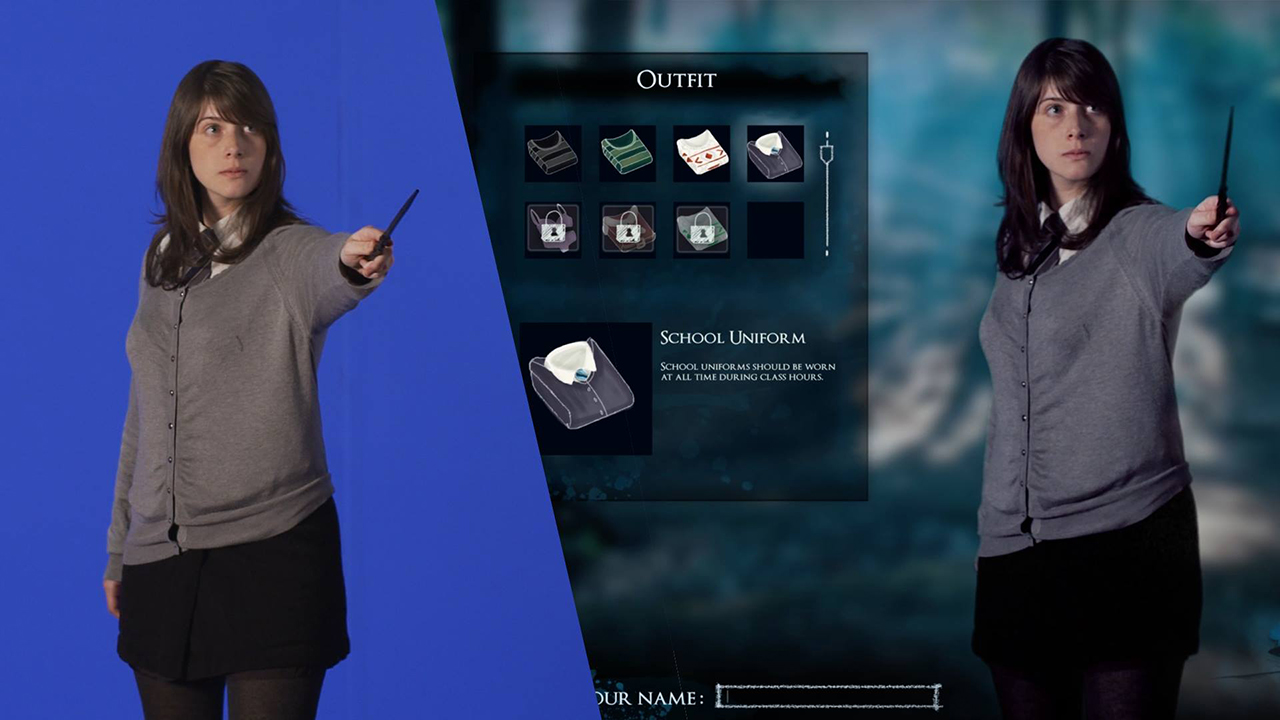 Outfit
School Uniform
School uniforms should be worn
at all time during class hours.
our name: